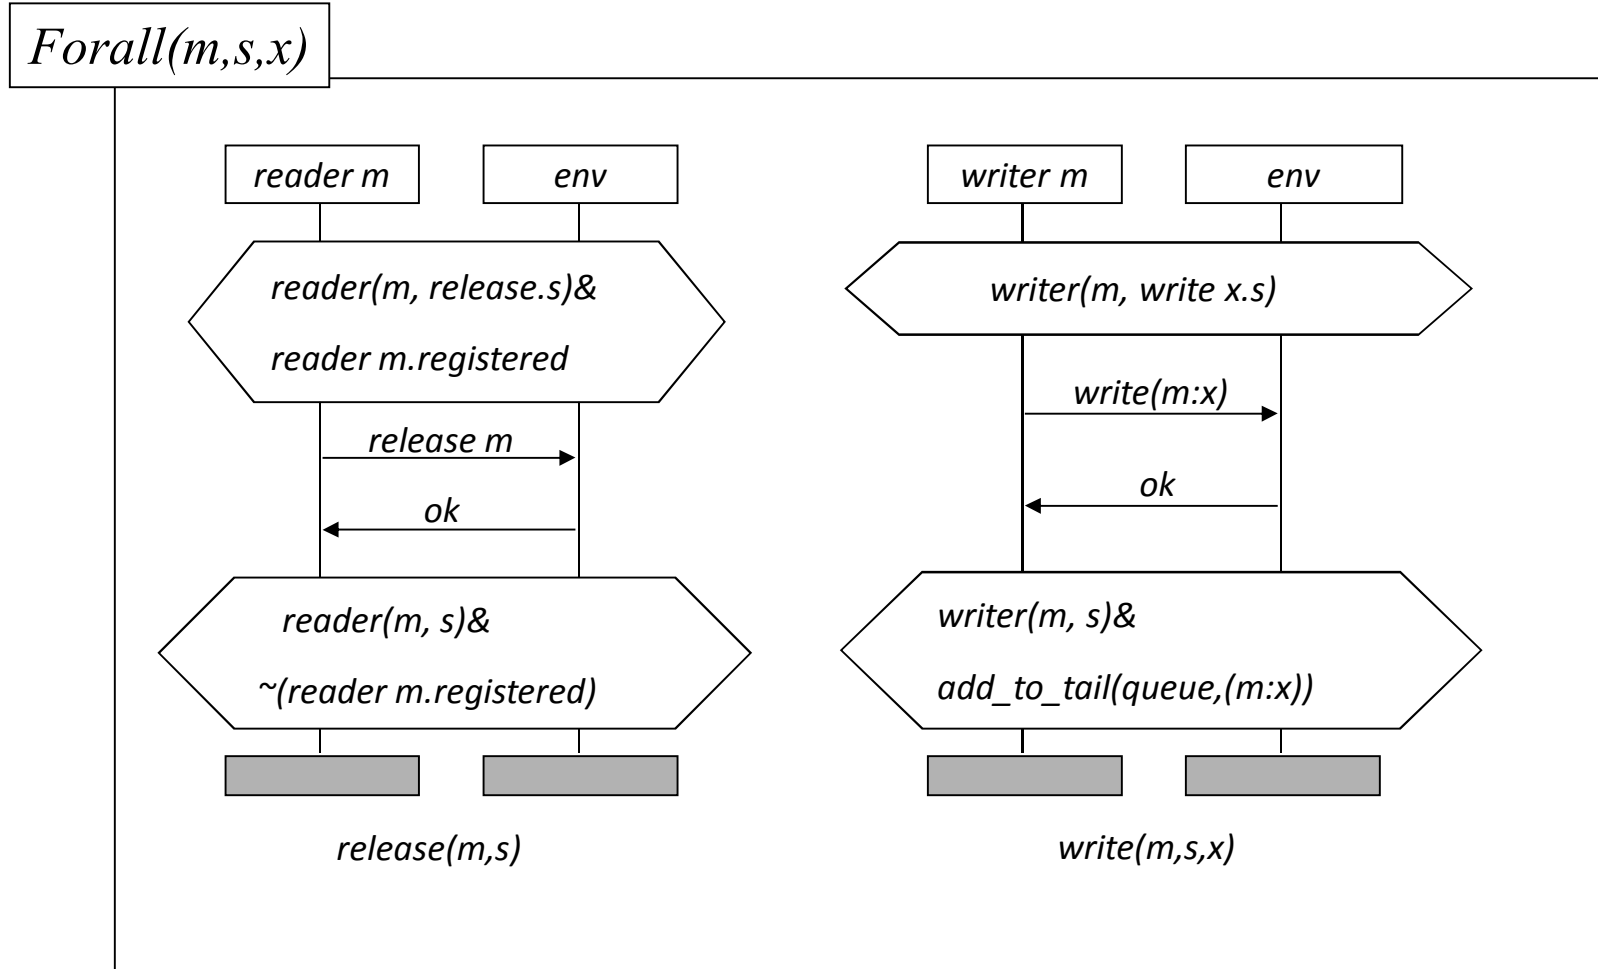 Forall(m,s,x)
reader m
env
reader(m, release.s)&
reader m.registered
release m
ok
reader(m, s)&
~(reader m.registered)
release(m,s)
writer m
env
writer(m, write x.s)
write(m:x)
ok
writer(m, s)&
add_to_tail(queue,(m:x))
write(m,s,x)